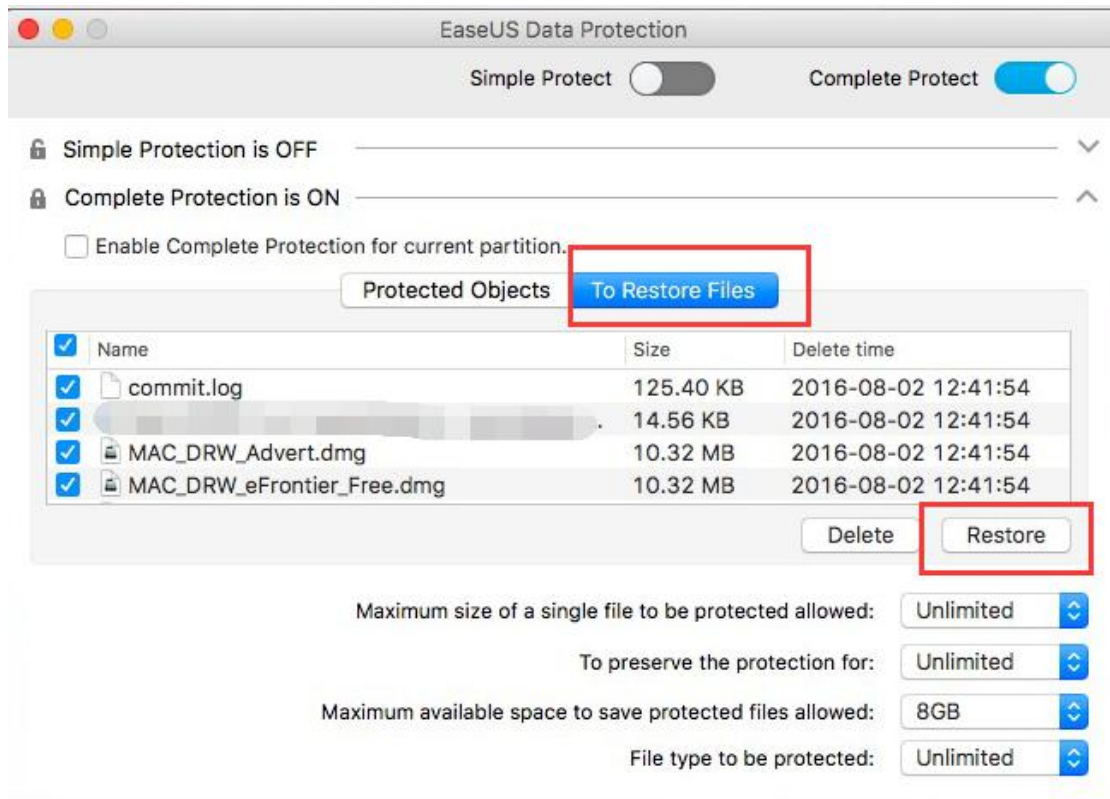 EaseUS Data Protection
Simple Protect Complete Protect
Simple Protection is OFF
Complete Protection is ON
Enable Complete Protection for current partition.
Protected Objects To Restore Files
Name Size Delete time
commit.log 125.40 KB 2016-08-02 12:41:54
14.56 KB 2016-08-02 12:41:54
MAC_DRW_Advert.dmg 10.32 MB 2016-08-02 12:41:54
MAC_DRW_eFrontier_Free.dmg 10.32 MB 2016-08-02 12:41:54
Delete Restore
Maximum size of a single file to be protected allowed: Unlimited
To preserve the protection for: Unlimited
Maximum available space to save protected files allowed: 8GB
File type to be protected: Unlimited